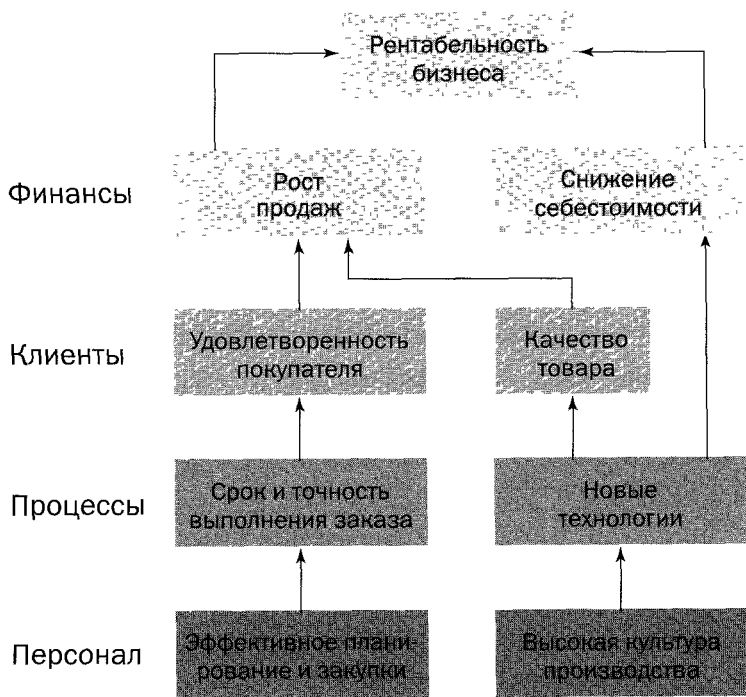 Рентабельность
бизнеса
Финансы
Рост
продаж
Снижение
себестоимости
Клиенты
Удовлетворенность
покупателя
Качество
товара
Процессы
Срок и точность
выполнения заказа
Новые
технологии
Персонал
Эффективное плани-
рование и закупки
Высокая культура
производства